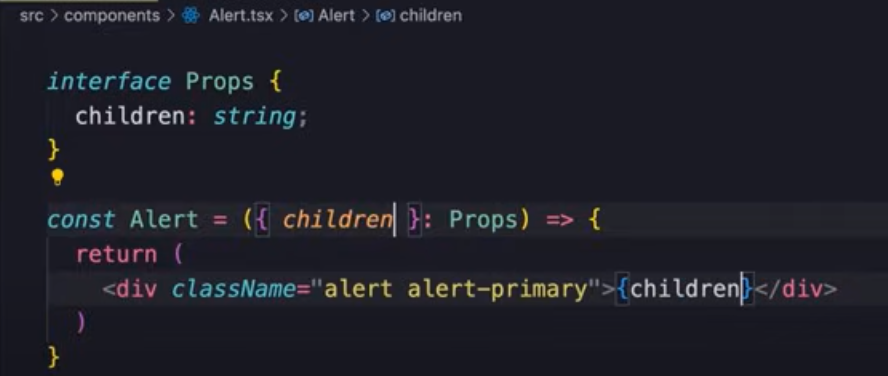 src > components > Alert.tsx > Alert > children
interface Props {
children: string;
}
const Alert = ({ children }: Props) => {
return (
<div className="alert alert-primary">{children}</div>
)
}